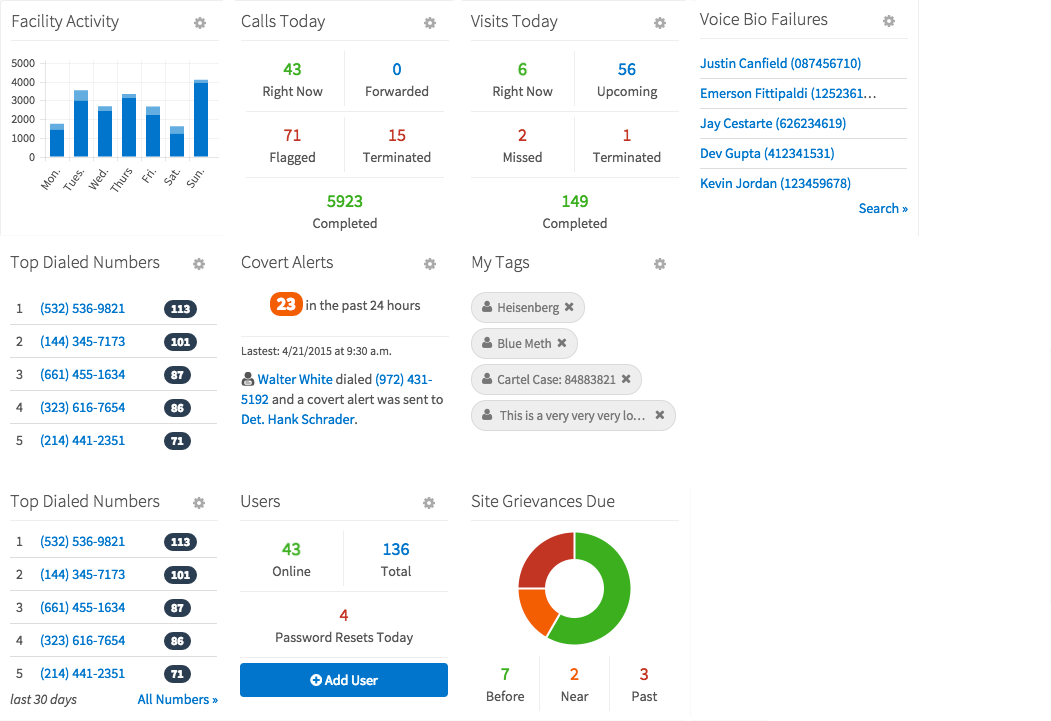 Facility Activity
5000
4000
3000
2000
1000
0
Mon.
Tues.
Wed.
Thurs
Fri.
Sat.
Sun.
Calls Today
43
Right Now
0
Forwarded
71
Flagged
15
Terminated
5923
Completed
Visits Today
6
Right Now
56
Upcoming
2
Missed
1
Terminated
149
Completed
Voice Bio Failures
Justin Canfield (087456710)
Emerson Fittipaldi (1252361…
Jay Cestarte (626234619)
Dev Gupta (412341531)
Kevin Jordan (123459678)
Search »
Top Dialed Numbers
1 (532) 536-9821 113
2 (144) 345-7173 101
3 (661) 455-1634 87
4 (323) 616-7654 86
5 (214) 441-2351 71
Covert Alerts
23 in the past 24 hours
Lastest: 4/21/2015 at 9:30 a.m.
Walter White dialed (972) 431-
5192 and a covert alert was sent to
Det. Hank Schrader.
My Tags
Heisenberg ✖
Blue Meth ✖
Cartel Case: 84883821 ✖
This is a very very very lo… ✖
Top Dialed Numbers
1 (532) 536-9821 113
2 (144) 345-7173 101
3 (661) 455-1634 87
4 (323) 616-7654 86
5 (214) 441-2351 71
last 30 days All Numbers »
Users
43
Online
136
Total
4
Password Resets Today
Add User
Site Grievances Due
7
Before
2
Near
3
Past